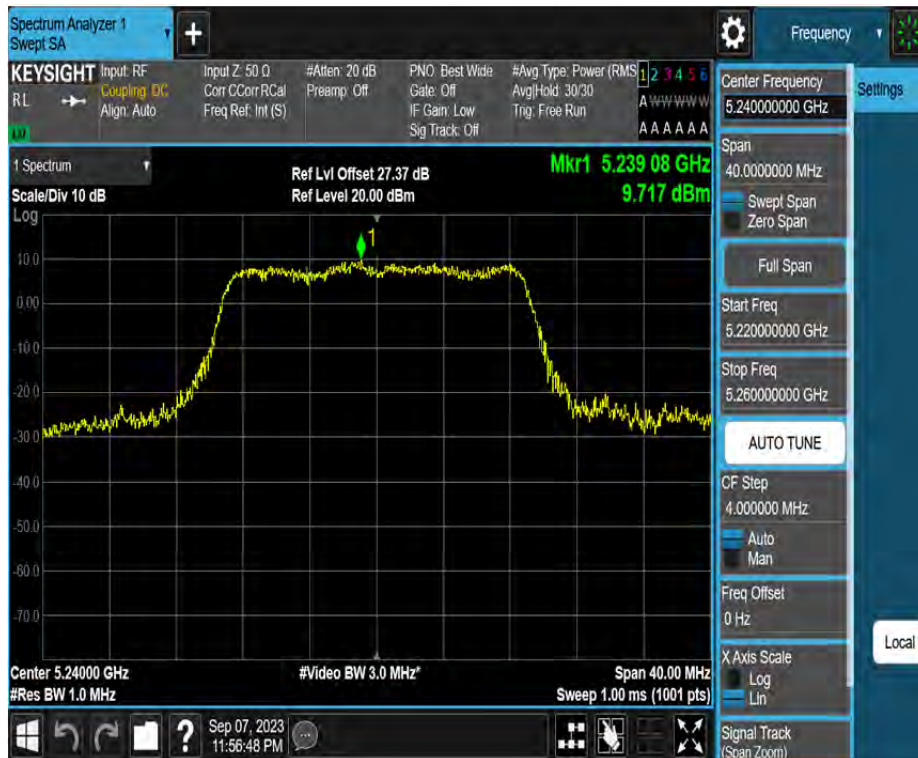 Spectrum Analyzer 1
Swept SA
+
Frequency
KEYSIGHT
RL
LXI
Input: RF
Coupling: DC
Align: Auto
Input Z: 50 Ω
Corr CCorr RCal
Freq Ref: Int (S)
#Atten: 20 dB
Preamp: Off
PNO: Best Wide
Gate: Off
IF Gain: Low
Sig Track: Off
#Avg Type: Power (RMS
Avg|Hold: 30/30
Trig: Free Run
1 2 3 4 5 6
A W W W W W
A A A A A A
1 Spectrum
Scale/Div 10 dB
Ref Lvl Offset 27.37 dB
Ref Level 20.00 dBm
Mkr1 5.239 08 GHz
9.717 dBm
Log
1
10.0
0.00
-10.0
-20.0
-30.0
-40.0
-50.0
-60.0
-70.0
Center 5.24000 GHz
#Video BW 3.0 MHz*
Span 40.00 MHz
#Res BW 1.0 MHz
Sweep 1.00 ms (1001 pts)
?
Sep 07, 2023
11:56:48 PM
Center Frequency
5.240000000 GHz
Settings
Span
40.0000000 MHz
Swept Span
Zero Span
Full Span
Start Freq
5.220000000 GHz
Stop Freq
5.260000000 GHz
AUTO TUNE
CF Step
4.000000 MHz
Auto
Man
Freq Offset
0 Hz
X Axis Scale
Log
Lin
Local
Signal Track
(Span Zoom)